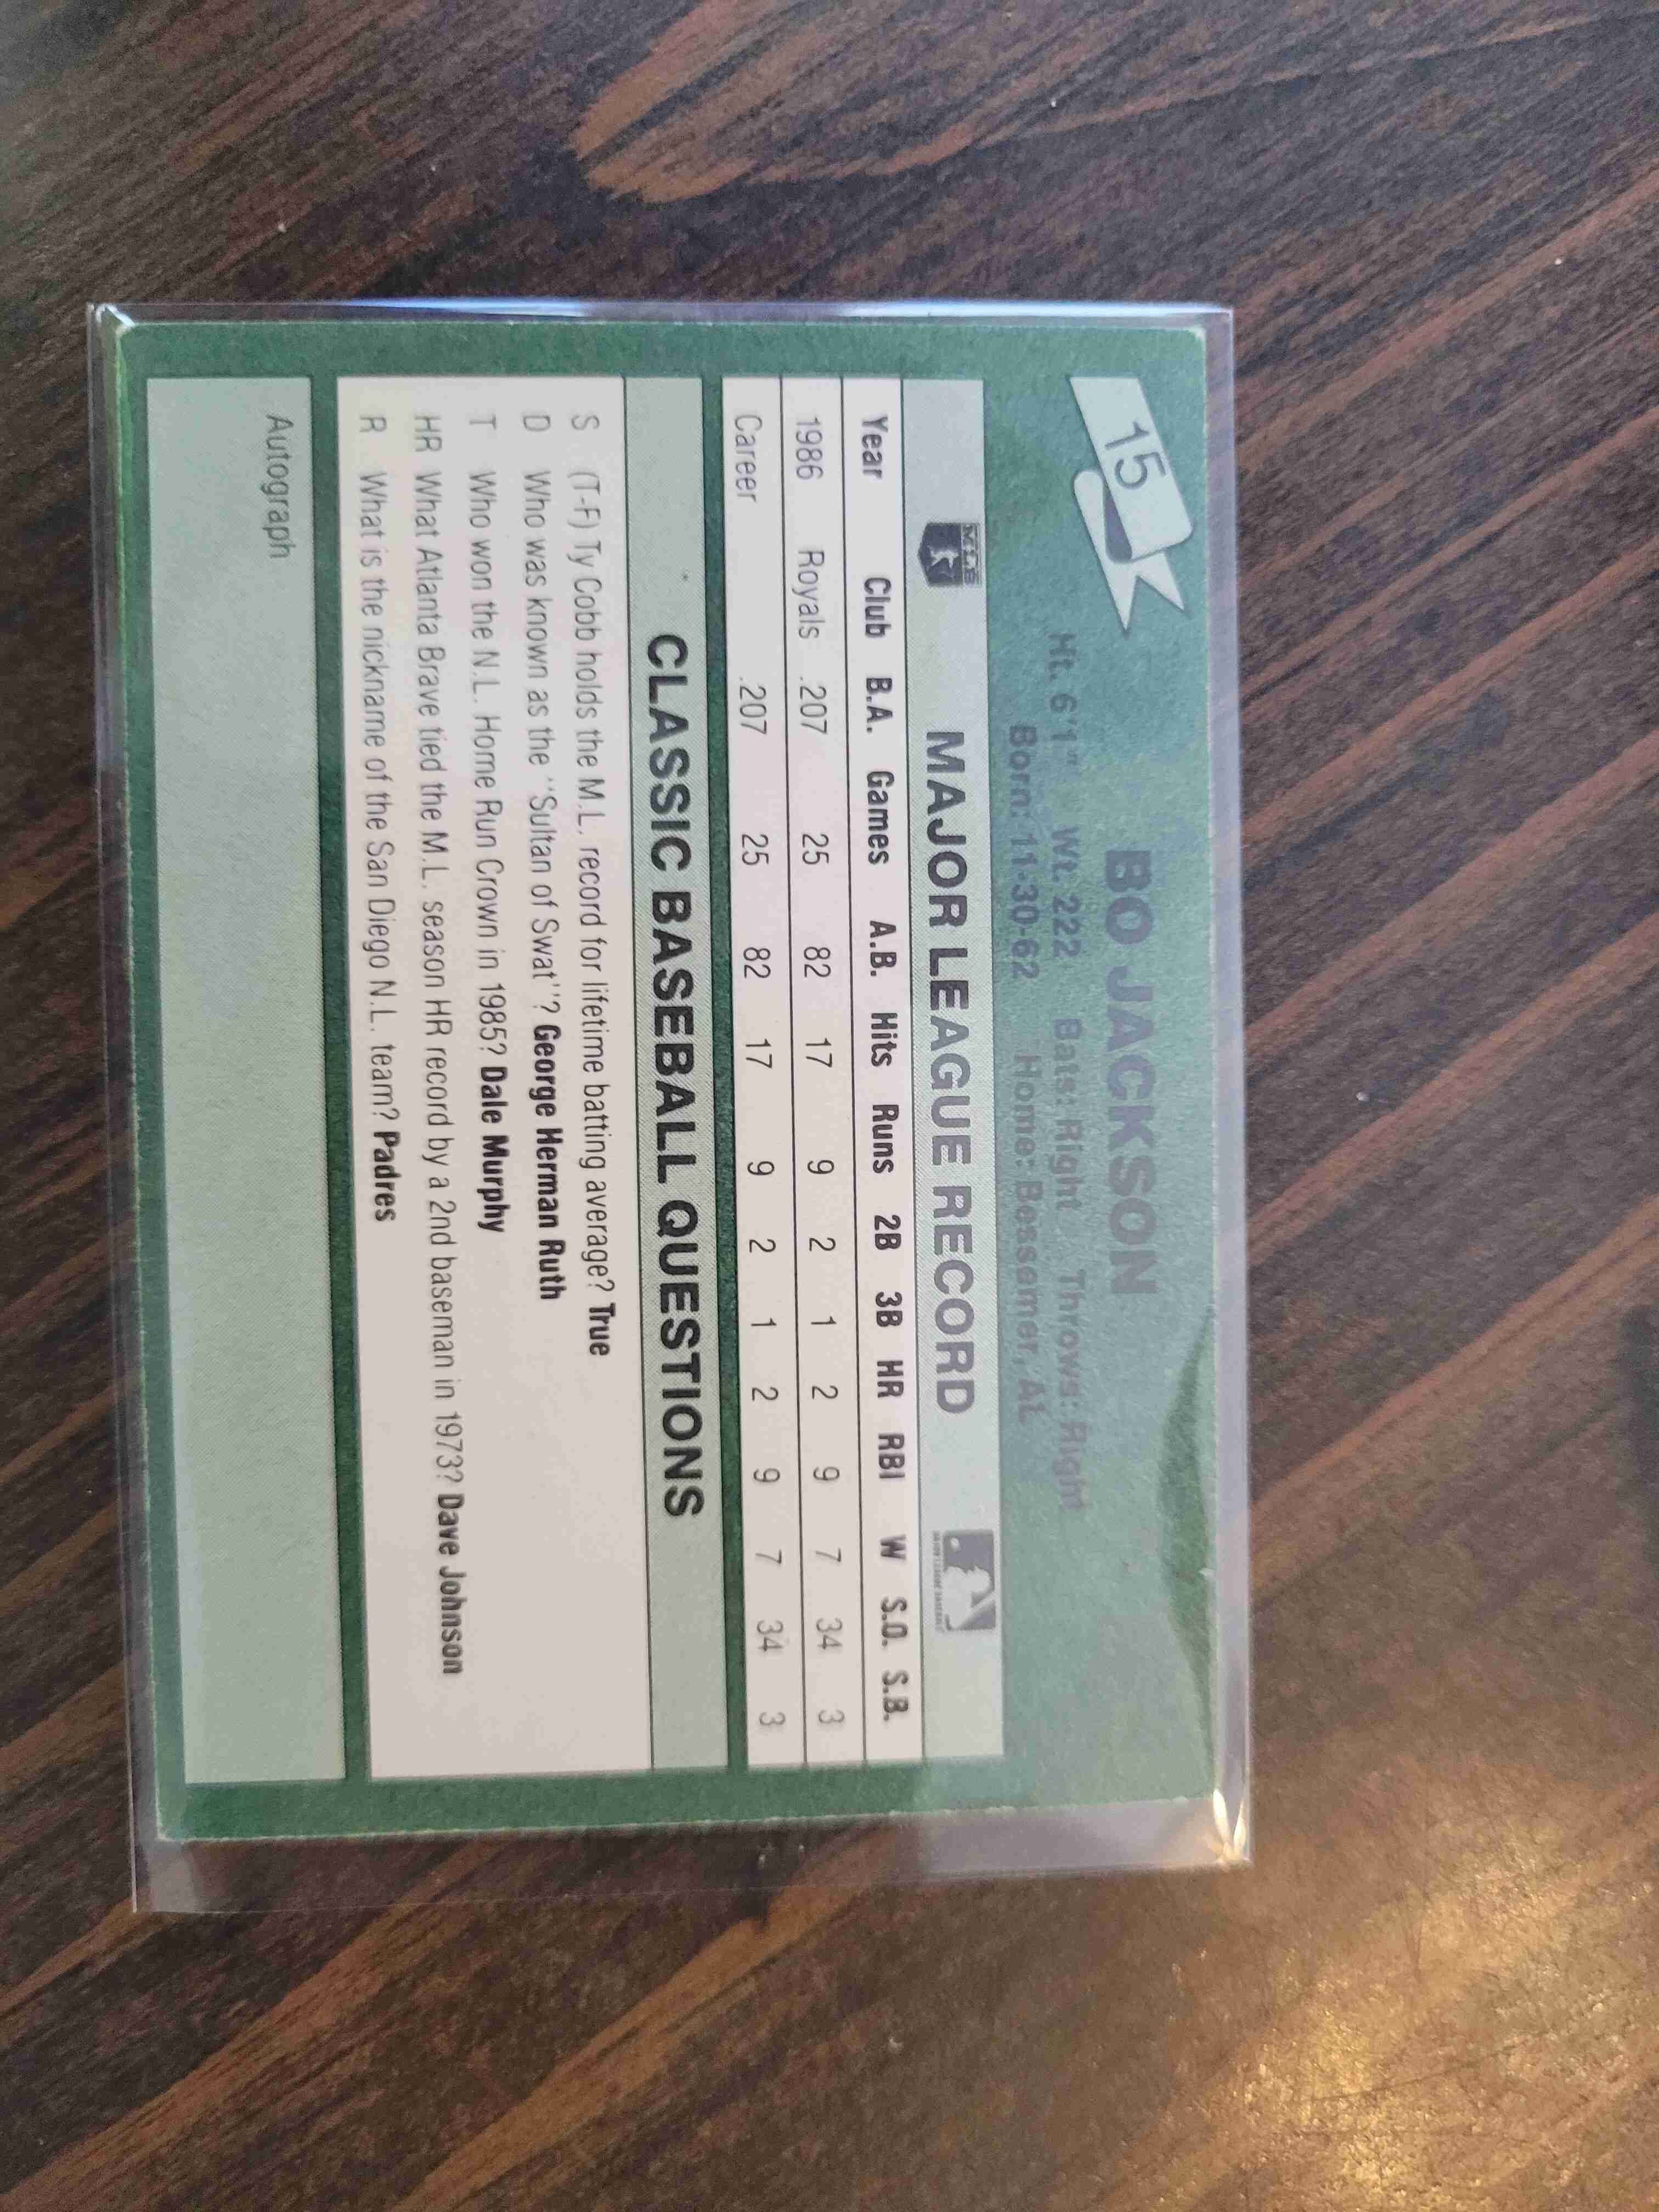 15
BO JACKSON
Ht. 6'1" Wt. 222 Bats: Right Throws: Right
Born: 11-30-62 Home: Beasemer, AL
MLB MAJOR LEAGUE RECORD
Year Club B.A. Games A.B. Hits Runs 2B 3B HR RBI W S.O. S.B.
1986 Royals .207 25 82 17 9 2 1 2 9 7 34 3
Career .207 25 82 17 9 2 1 2 9 7 34 3
CLASSIC BASEBALL QUESTIONS
S (T-F) Ty Cobb holds the M.L. record for lifetime batting average? True
D Who was known as the "Sultan of Swat"? George Herman Ruth
T Who won the N.L. Home Run Crown in 1985? Dale Murphy
HR What Atlanta Brave tied the M.L. season HR record by a 2nd baseman in 1973? Dave Johnson
R What is the nickname of the San Diego N.L. team? Padres
Autograph